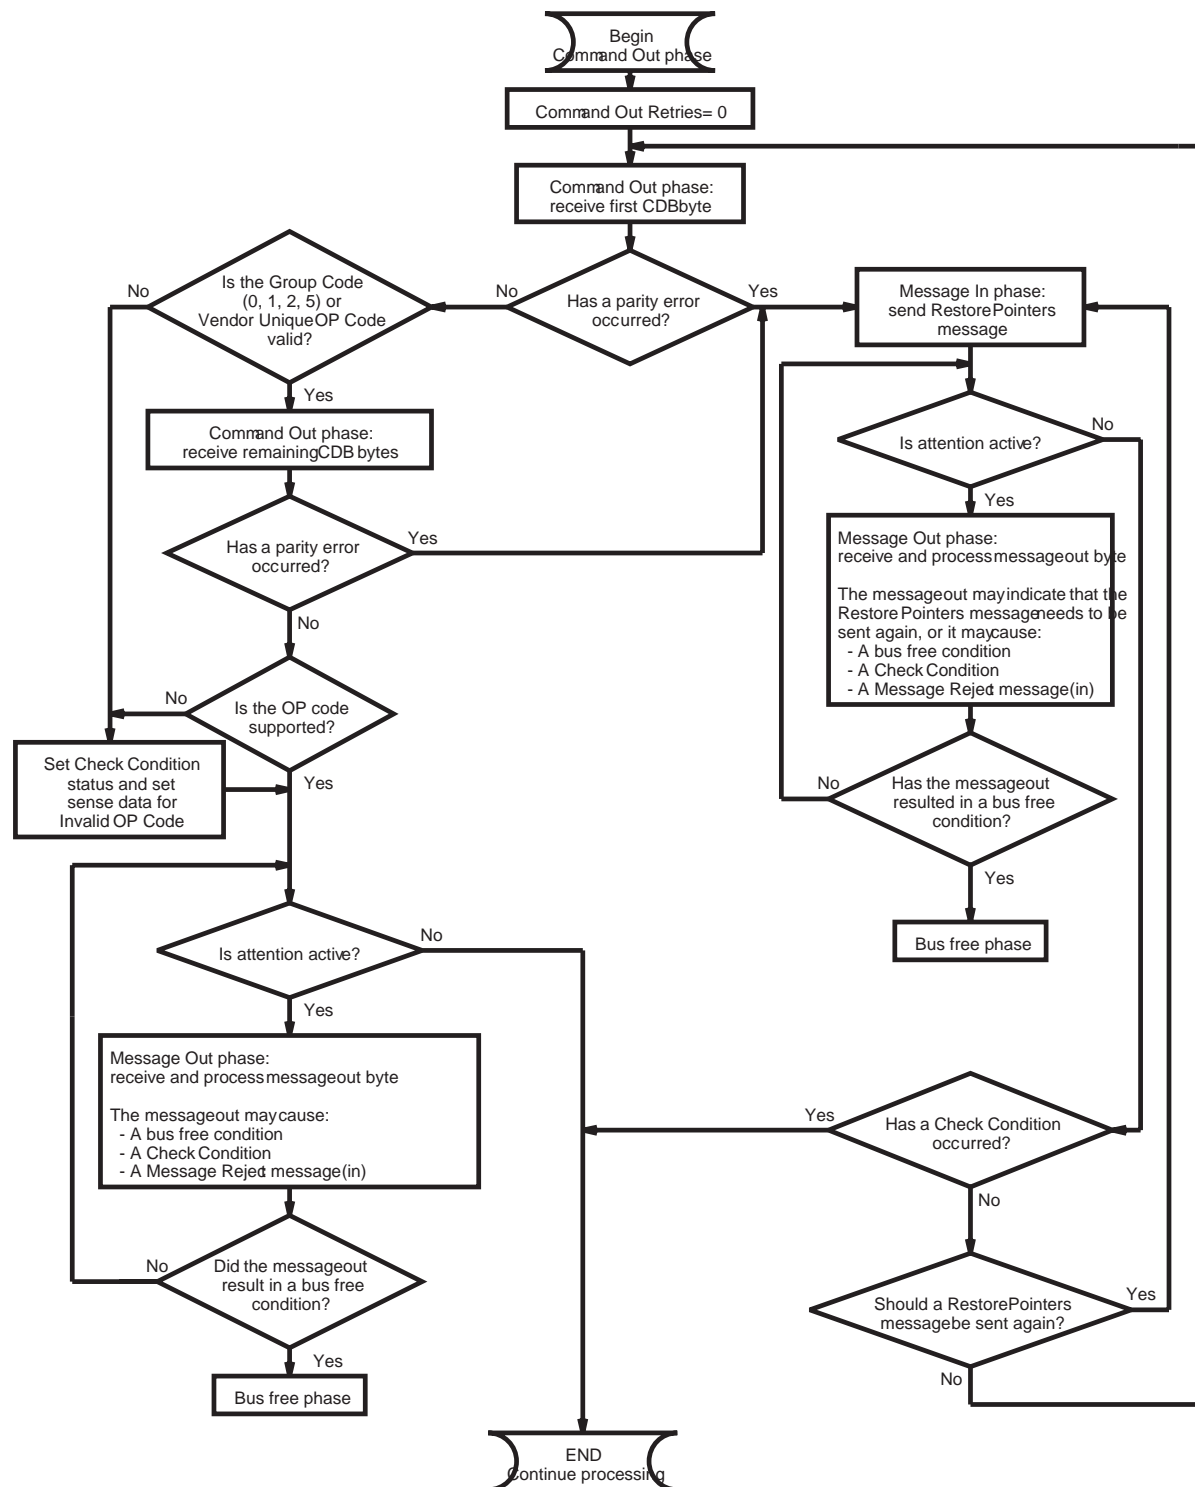 Begin
Command Out phase
Command Out Retries= 0
Command Out phase:
receive first CDB byte
Has a parity error
occurred?
No
Yes
Is the Group Code
(0, 1, 2, 5) or
Vendor Unique OP Code
valid?
No
Yes
Message In phase:
send Restore Pointers
message
Command Out phase:
receive remaining CDB bytes
Is attention active?
No
Yes
Has a parity error
occurred?
Yes
No
Message Out phase:
receive and process message out byte
The message out may indicate that the
Restore Pointers message needs to be
sent again, or it may cause:
- A bus free condition
- A Check Condition
- A Message Reject message (in)
Is the OP code
supported?
No
Yes
Set Check Condition
status and set
sense data for
Invalid OP Code
Has the message out
resulted in a bus free
condition?
No
Yes
Bus free phase
Is attention active?
No
Yes
Message Out phase:
receive and process message out byte
The message out may cause:
- A bus free condition
- A Check Condition
- A Message Reject message (in)
Has a Check Condition
occurred?
Yes
No
Did the message out
result in a bus free
condition?
No
Yes
Should a Restore Pointers
message be sent again?
Yes
No
Bus free phase
END
Continue processing